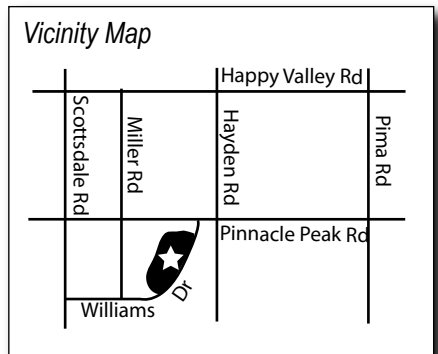 Vicinity Map
Happy Valley Rd
Scottsdale Rd
Miller Rd
Hayden Rd
Pima Rd
Pinnacle Peak Rd
Williams Dr